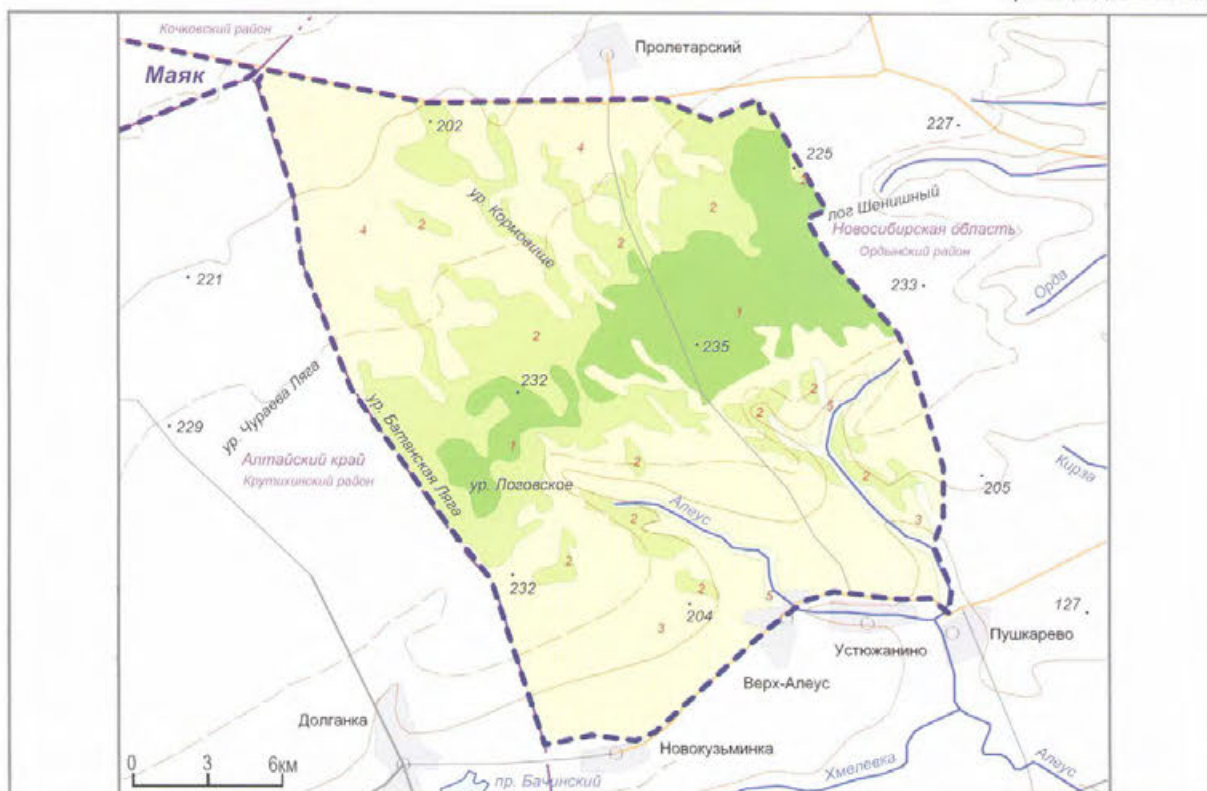 Кочковский район
Пролетарский
Маяк
202
227
4
225
лог Шенишный
2
ур. Кормовище
2
4
2
2
Новосибирская область
Ордынский район
221
233
Орда
1
2
235
232
ур. Чураева Ляга
229
2
2
5
ур. Батанская Ляга
Алтайский край
Крутихинский район
1
2
2
Кирза
ур. Логовское
205
Алеус
2
3
2
232
2
5
204
127
3
Пушкарево
Устюжанино
Верх-Алеус
Долганка
Новокузьминка
0 3 6км
пр. Бачинский
Хмелевка
Алеус